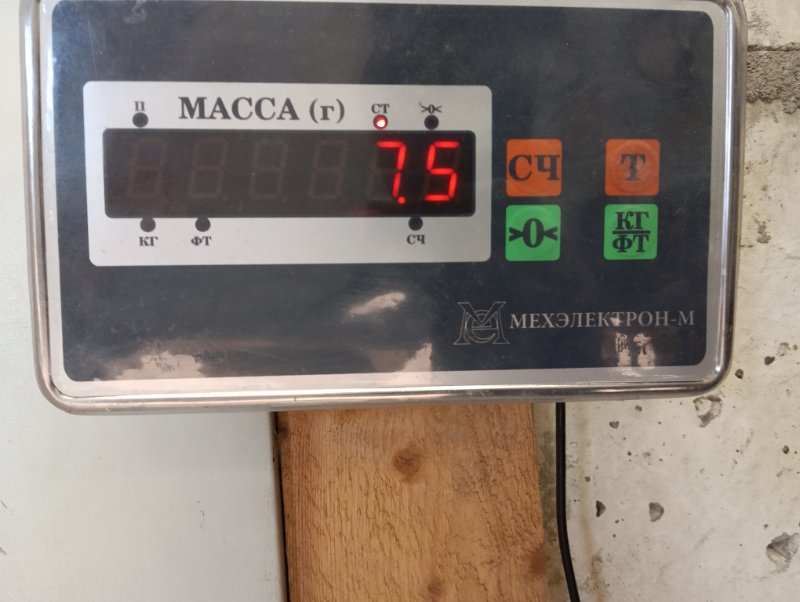 П МАССА (г) СТ >0<
7.5
КГ ФТ СЧ
СЧ Т
>0< КГ/ФТ
МЕХЭЛЕКТРОН-М